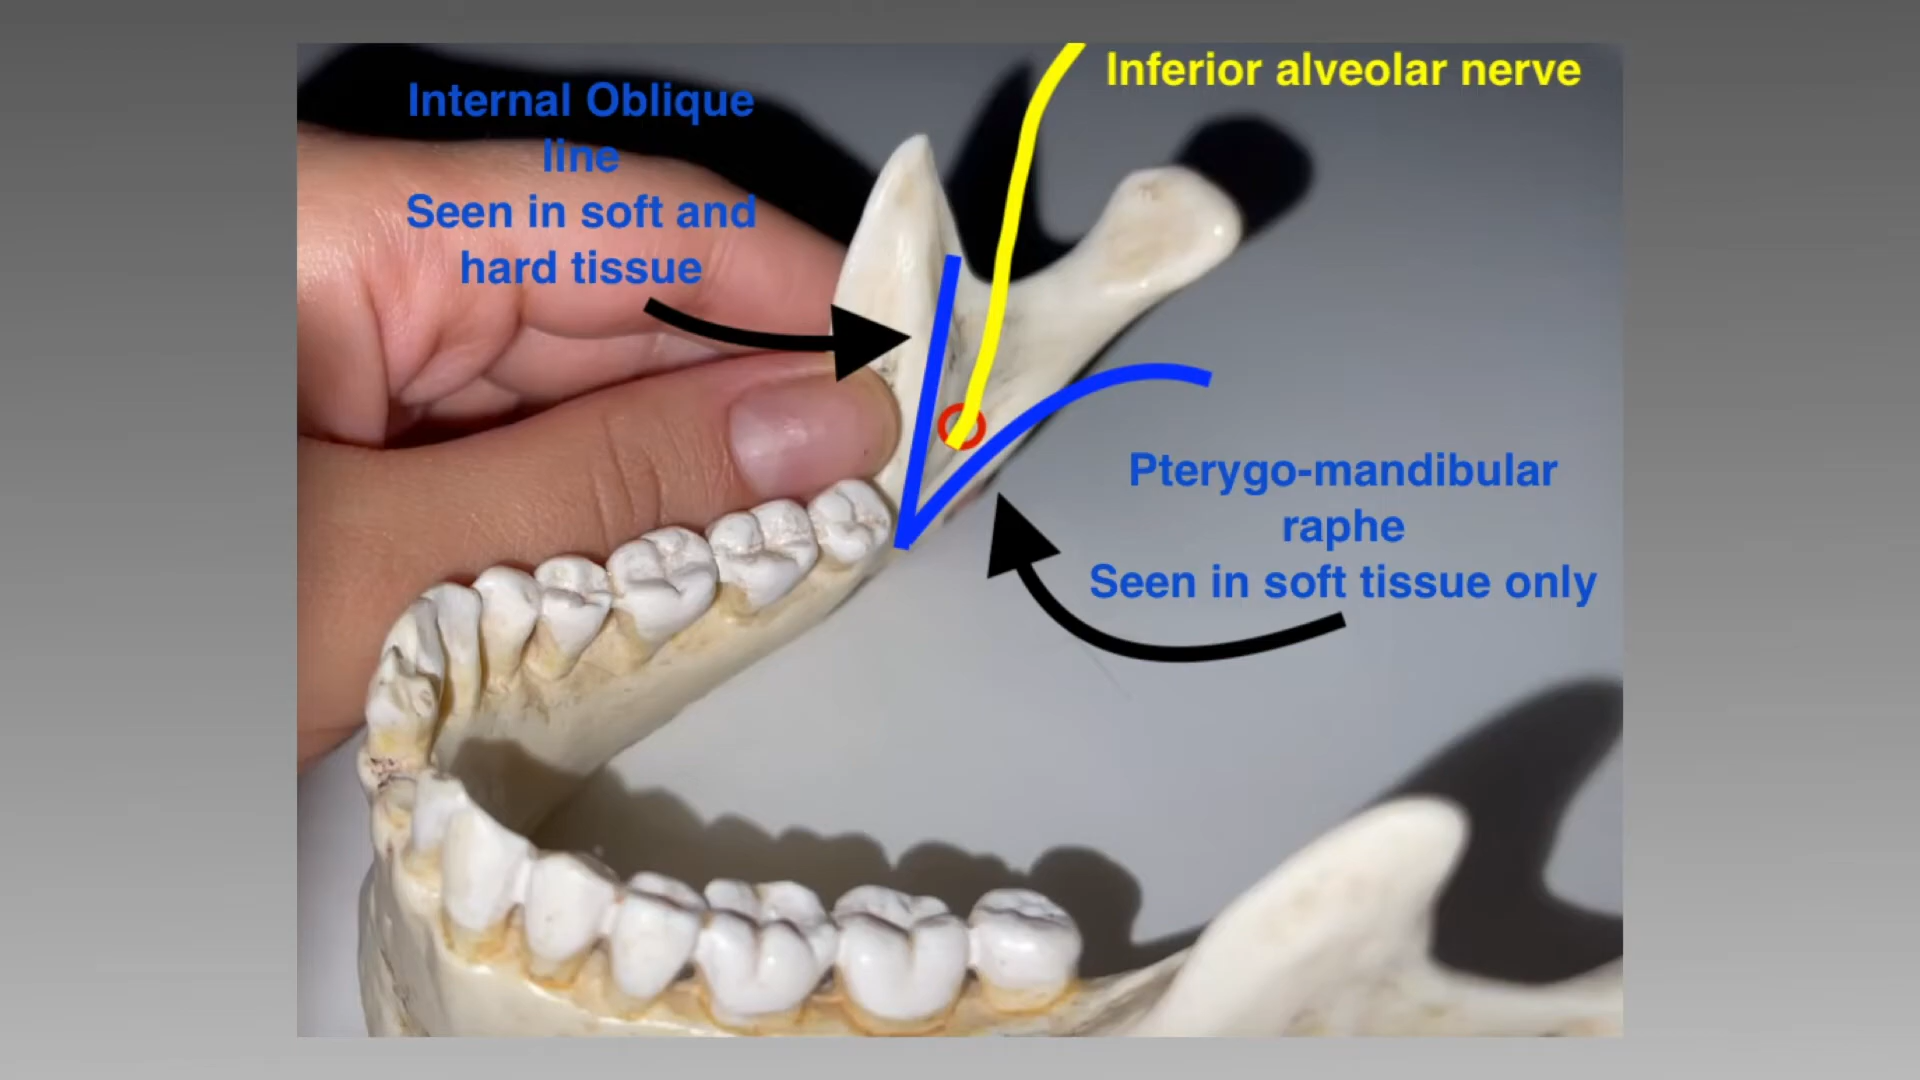 Inferior alveolar nerve
Internal Oblique
line
Seen in soft and
hard tissue
Pterygo-mandibular
raphe
Seen in soft tissue only